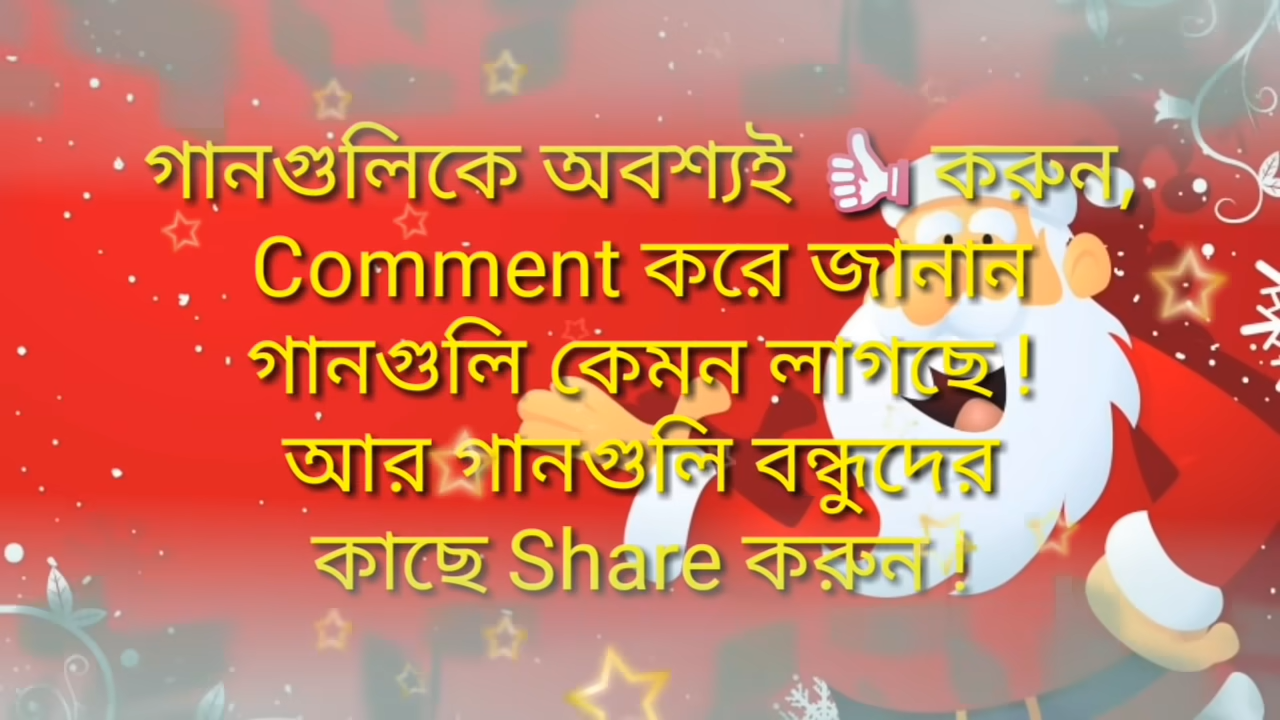 গানগুলিকে অবশ্যই 👍 করুন,
Comment করে জানান
গানগুলি কেমন লাগছে !
আর গানগুলি বন্ধুদের
কাছে Share করুন !